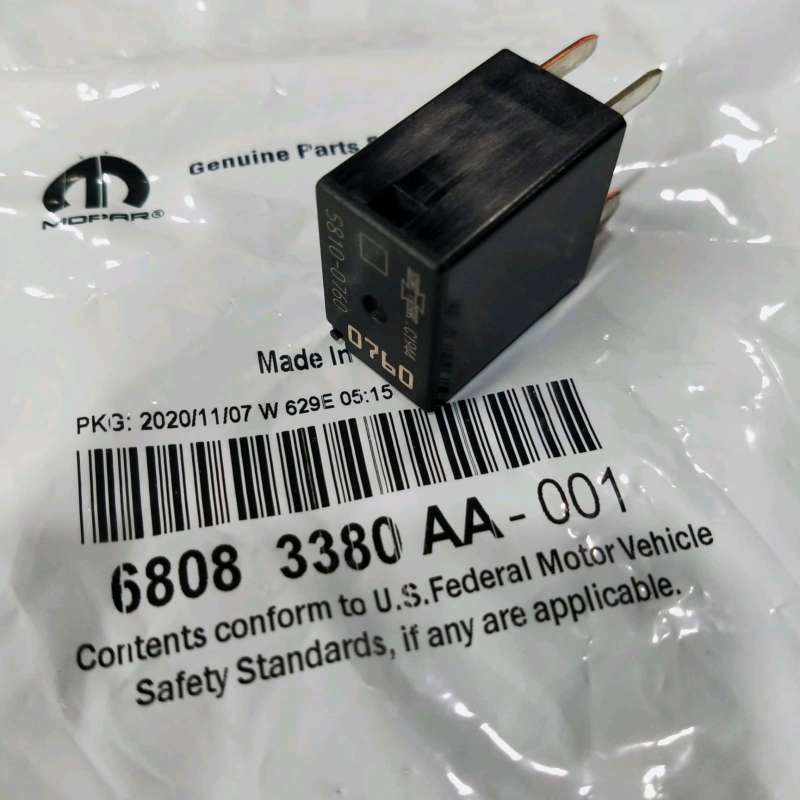 MOPAR®
Genuine Parts
5810-0760
C1944
0760
Made In
PKG: 2020/11/07 W 629E 05:15
6808 3380 AA-001
Contents conform to U.S.Federal Motor Vehicle
Safety Standards, if any are applicable.